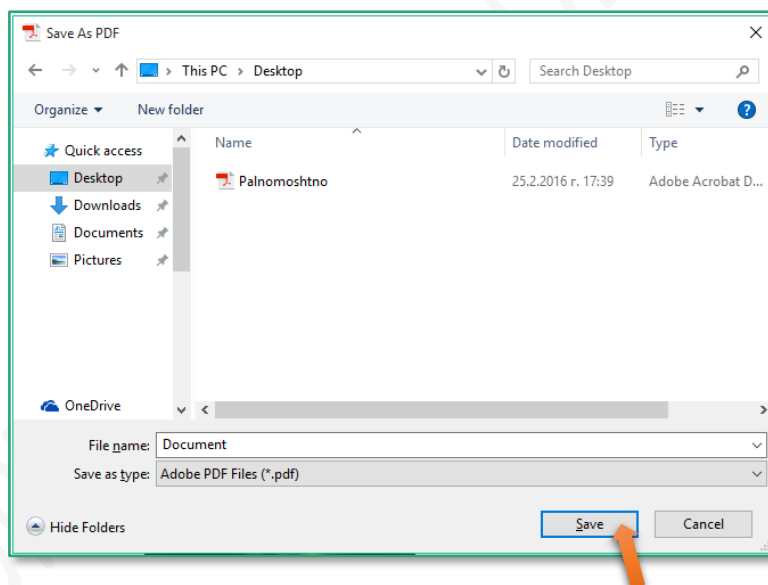 Save As PDF
This PC > Desktop
Search Desktop
Organize
New folder
Name
Date modified
Type
Quick access
Desktop
Palnomoshtno
25.2.2016 г. 17:39
Adobe Acrobat D...
Downloads
Documents
Pictures
OneDrive
File name: Document
Save as type: Adobe PDF Files (*.pdf)
Hide Folders
Save
Cancel